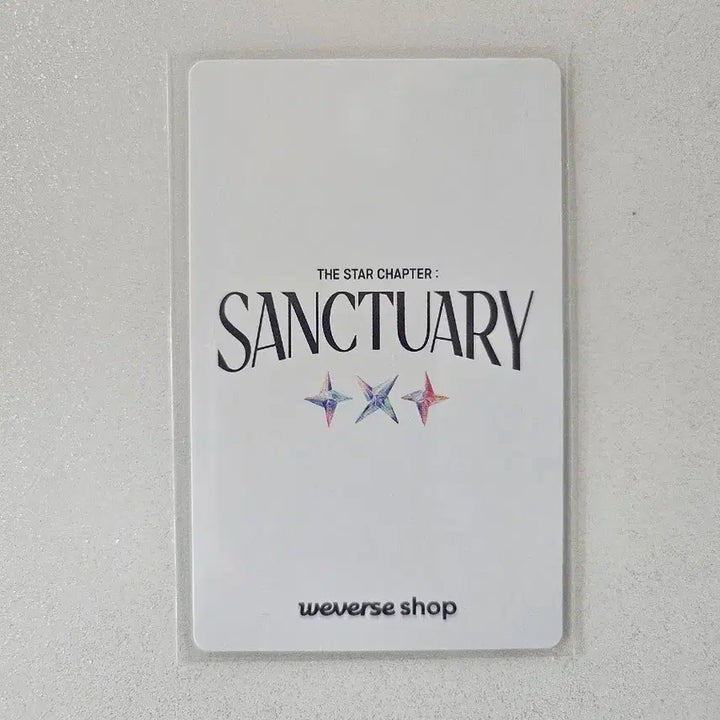 THE STAR CHAPTER :
SANCTUARY
weverse shop